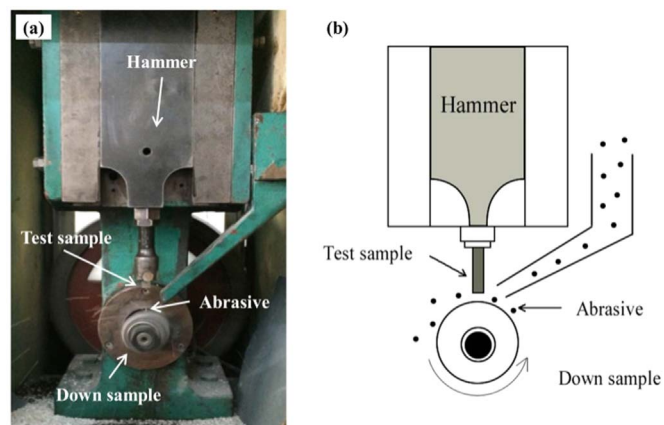 (a)
Hammer
Test sample
Abrasive
Down sample
(b)
Hammer
Test sample
Abrasive
Down sample